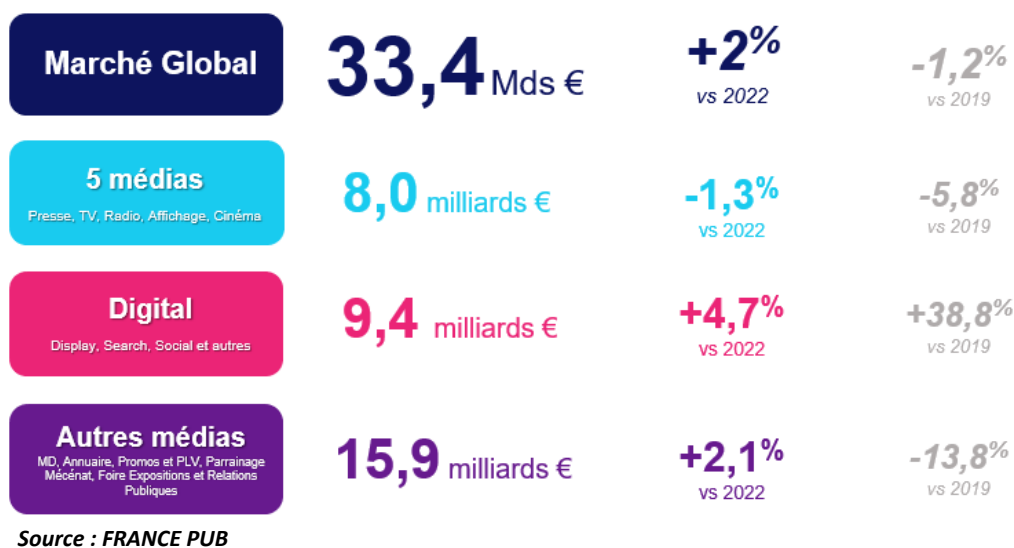 Marché Global
33,4 Mds €
+2%
vs 2022
-1,2%
vs 2019
5 médias
Presse, TV, Radio, Affichage, Cinéma
8,0 milliards €
-1,3%
vs 2022
-5,8%
vs 2019
Digital
Display, Search, Social et autres
9,4 milliards €
+4,7%
vs 2022
+38,8%
vs 2019
Autres médias
MD, Annuaire, Promos et PLV, Parrainage
Mécénat, Foire Expositions et Relations
Publiques
15,9 milliards €
+2,1%
vs 2022
-13,8%
vs 2019
Source : FRANCE PUB